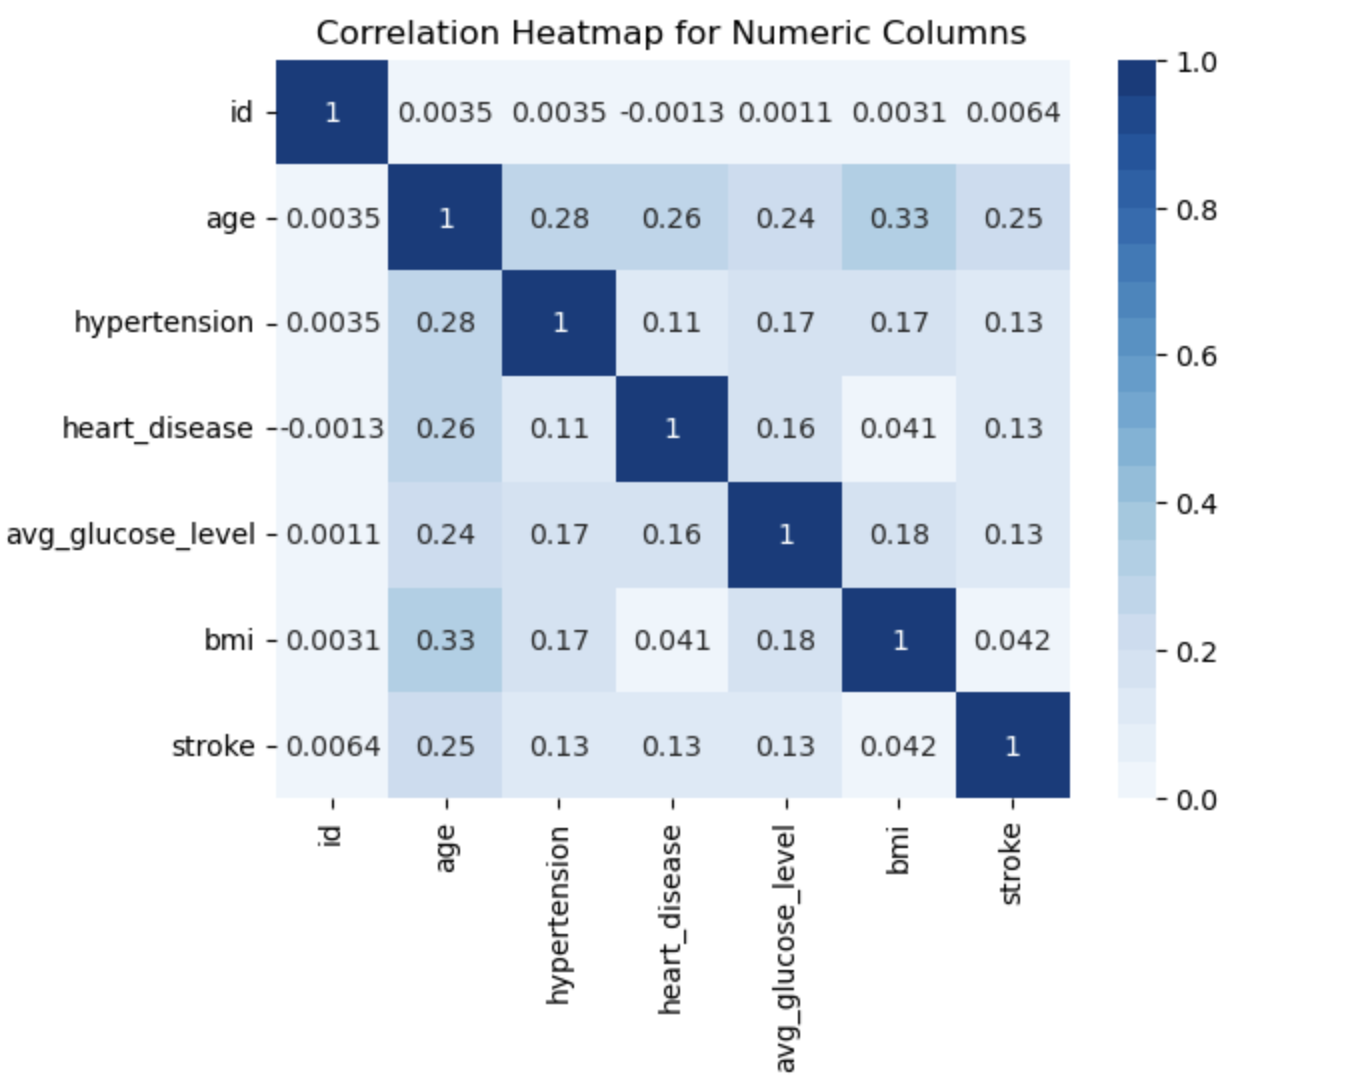 Correlation Heatmap for Numeric Columns
id 1 0.0035 0.0035 -0.0013 0.0011 0.0031 0.0064
age 0.0035 1 0.28 0.26 0.24 0.33 0.25
hypertension 0.0035 0.28 1 0.11 0.17 0.17 0.13
heart_disease -0.0013 0.26 0.11 1 0.16 0.041 0.13
avg_glucose_level 0.0011 0.24 0.17 0.16 1 0.18 0.13
bmi 0.0031 0.33 0.17 0.041 0.18 1 0.042
stroke 0.0064 0.25 0.13 0.13 0.13 0.042 1
id
age
hypertension
heart_disease
avg_glucose_level
bmi
stroke
1.0
0.8
0.6
0.4
0.2
0.0